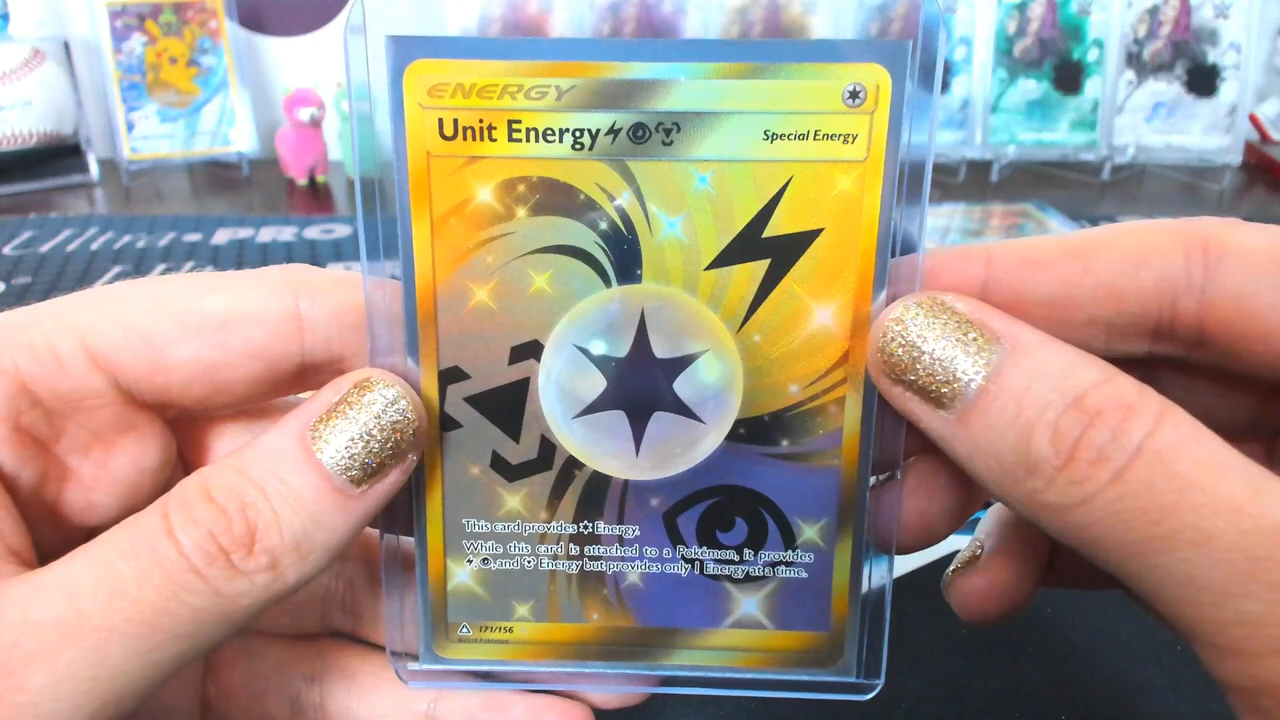 ENERGY
Unit Energy
Special Energy
This card provides Energy.
While this card is attached to a Pokémon, it provides
, , and Energy but provides only 1 Energy at a time.
171/156
Ultra•PRO